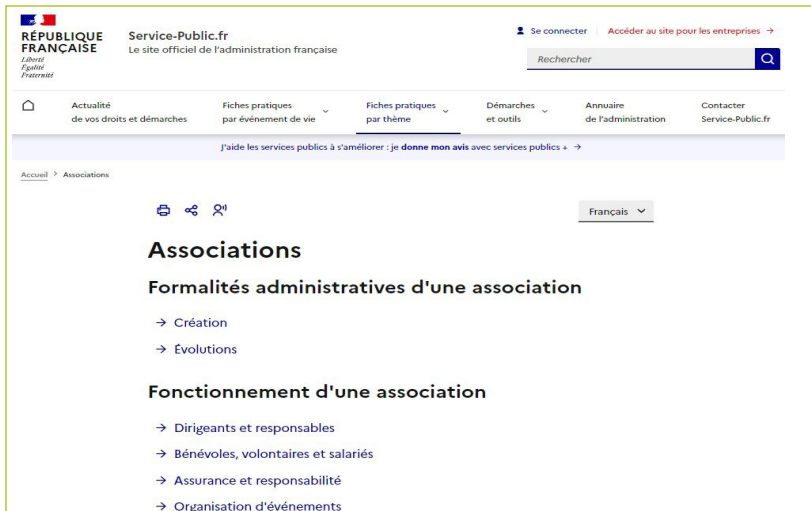 RÉPUBLIQUE
FRANÇAISE
Liberté
Égalité
Fraternité
Service-Public.fr
Le site officiel de l'administration française
Se connecter
Accéder au site pour les entreprises →
Rechercher
Actualité
de vos droits et démarches
Fiches pratiques
par événement de vie
Fiches pratiques
par thème
Démarches
et outils
Annuaire
de l'administration
Contacter
Service-Public.fr
J'aide les services publics à s'améliorer : je donne mon avis avec services publics + →
Accueil > Associations
Français
Associations
Formalités administratives d'une association
→ Création
→ Évolutions
Fonctionnement d'une association
→ Dirigeants et responsables
→ Bénévoles, volontaires et salariés
→ Assurance et responsabilité
→ Organisation d'événements